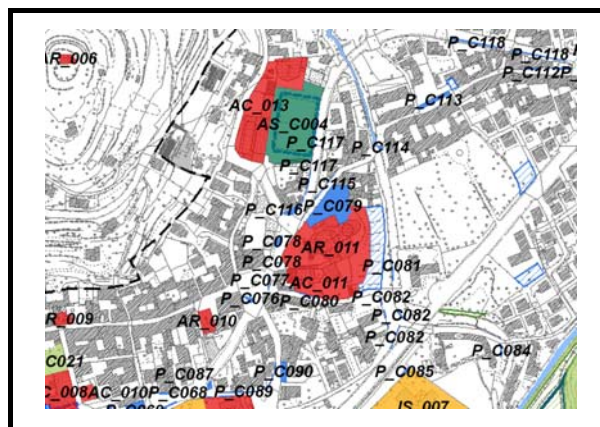 P_C118
AR_006
P_C118
P_C112
P_C113
AC_013
AS_C004
P_C117
P_C114
P_C117
P_C115
P_C116
P_C079
P_C078
AR_011
P_C078
P_C081
P_C077
AC_011
P_C076
P_C080
P_C082
P_C082
AR_009
AR_010
P_C082
P_C084
C021
P_C087
P_C090
P_C085
C_008
AC_010
P_C068
P_C089
IS_007